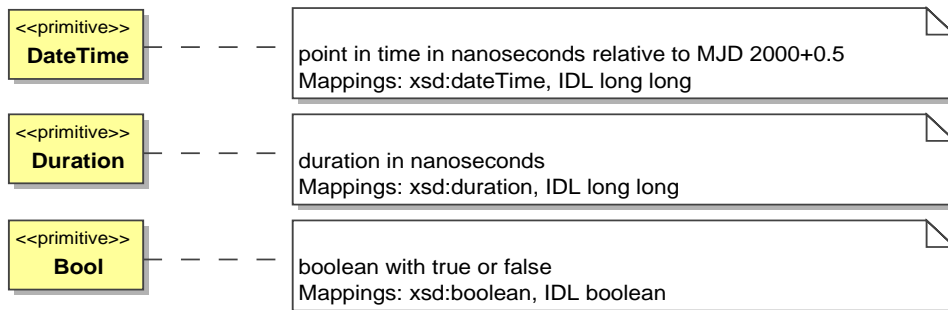 <<primitive>>
DateTime
point in time in nanoseconds relative to MJD 2000+0.5
Mappings: xsd:dateTime, IDL long long
<<primitive>>
Duration
duration in nanoseconds
Mappings: xsd:duration, IDL long long
<<primitive>>
Bool
boolean with true or false
Mappings: xsd:boolean, IDL boolean